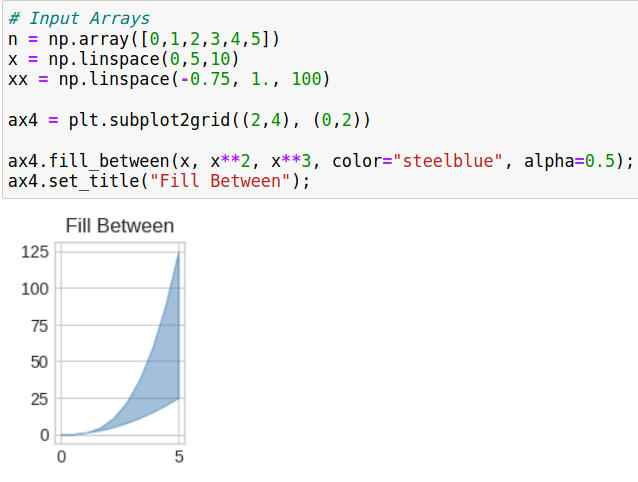 # Input Arrays
n = np.array([0,1,2,3,4,5])
x = np.linspace(0,5,10)
xx = np.linspace(-0.75, 1., 100)
ax4 = plt.subplot2grid((2,4), (0,2))
ax4.fill_between(x, x**2, x**3, color="steelblue", alpha=0.5);
ax4.set_title("Fill Between");
Fill Between
125
100
75
50
25
0
0 5